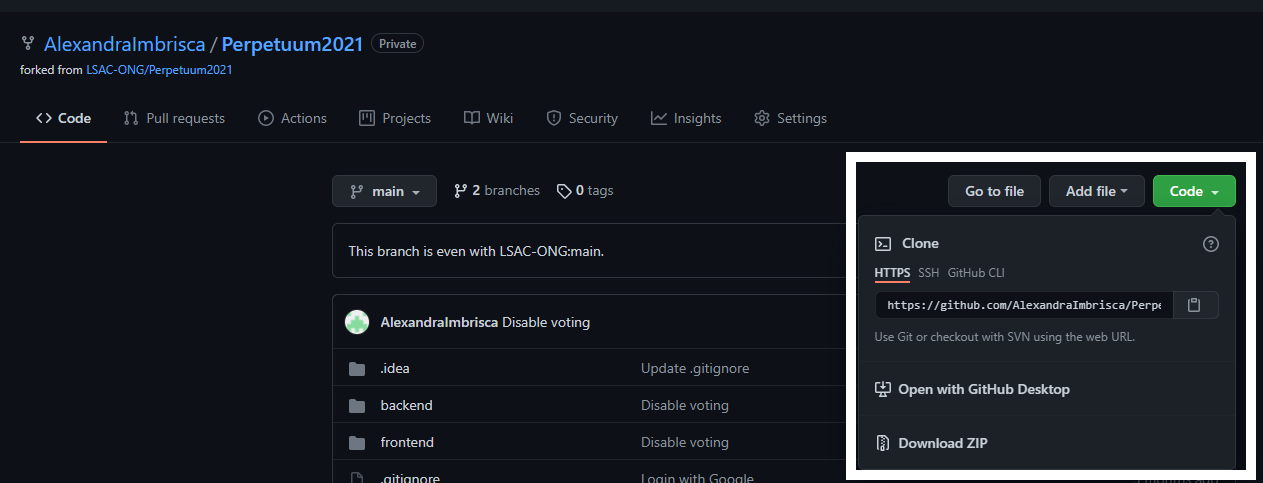 AlexandraImbrisca / Perpetuum2021 Private
forked from LSAC-ONG/Perpetuum2021
Code Pull requests Actions Projects Wiki Security Insights Settings
main 2 branches 0 tags
Go to file Add file Code
This branch is even with LSAC-ONG:main.
Clone
HTTPS SSH GitHub CLI
https://github.com/AlexandraImbrisca/Perpe
Use Git or checkout with SVN using the web URL.
Open with GitHub Desktop
Download ZIP
AlexandraImbrisca Disable voting
.idea Update .gitignore
backend Disable voting
frontend Disable voting
.gitignore Login with Google